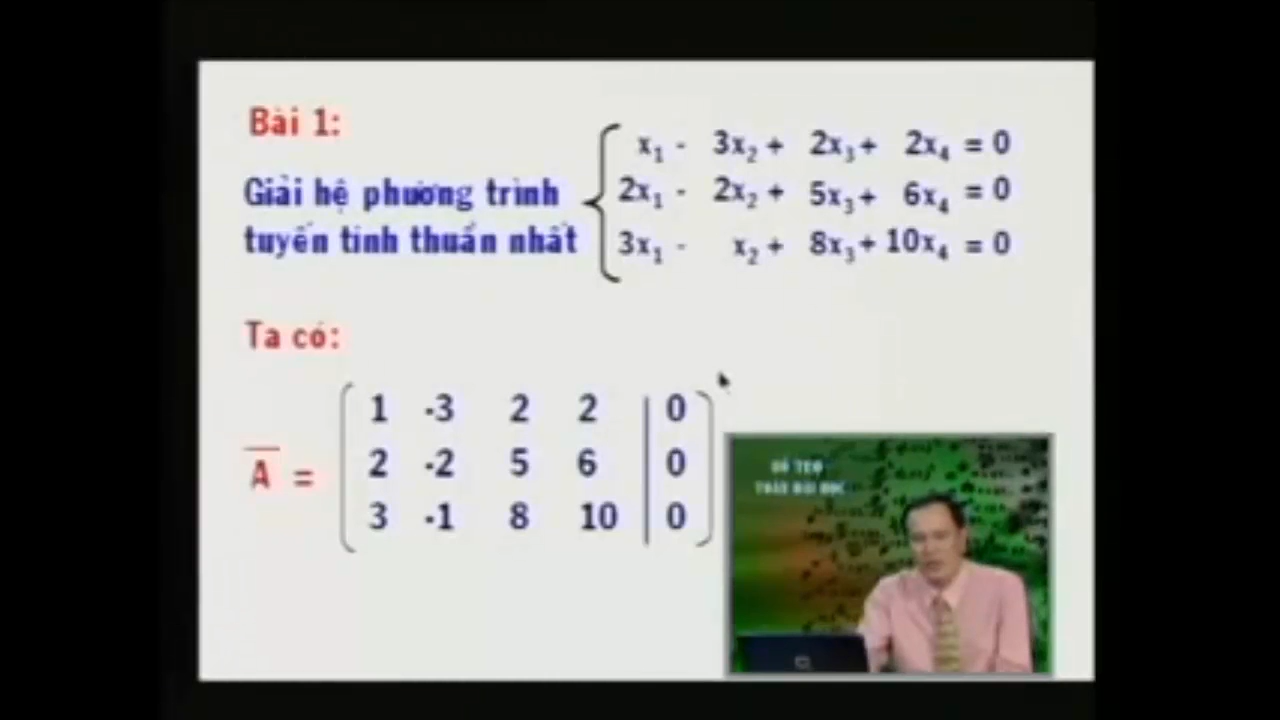 Bài 1:
Giải hệ phương trình
tuyến tính thuần nhất
x₁ - 3x₂ + 2x₃ + 2x₄ = 0
2x₁ - 2x₂ + 5x₃ + 6x₄ = 0
3x₁ - x₂ + 8x₃ + 10x₄ = 0
Ta có:
A̅ =
1 -3 2 2 | 0
2 -2 5 6 | 0
3 -1 8 10 | 0